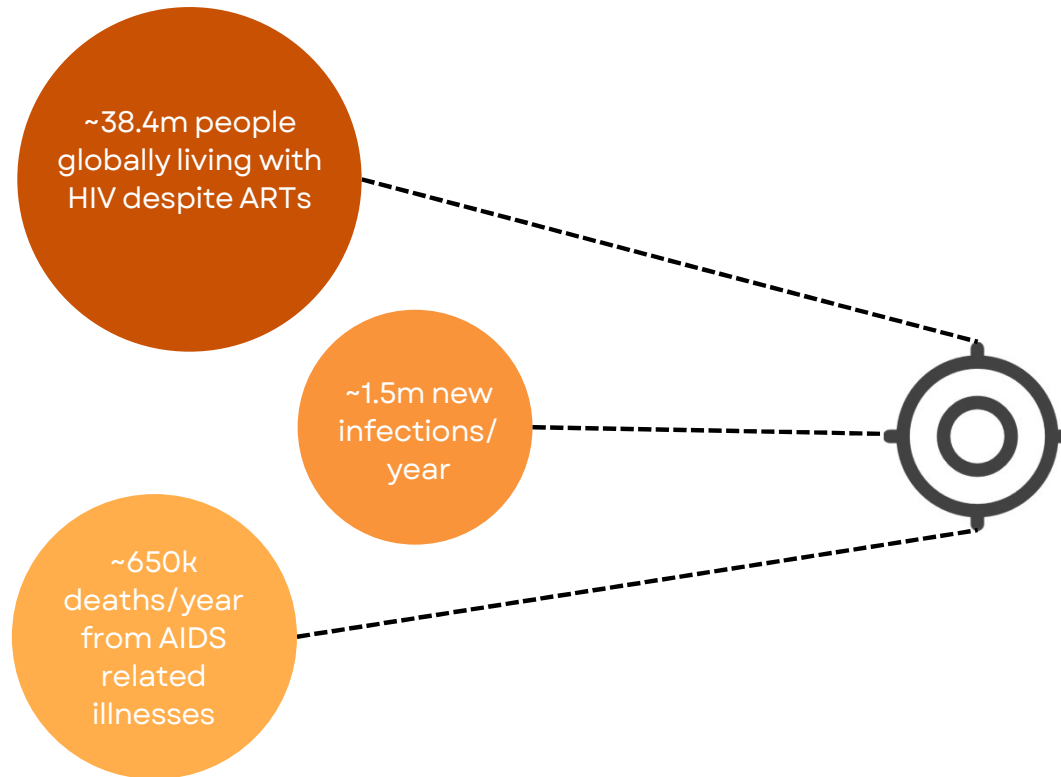 ~38.4m people
globally living with
HIV despite ARTs
~1.5m new
infections/
year
~650k
deaths/year
from AIDS
related
illnesses